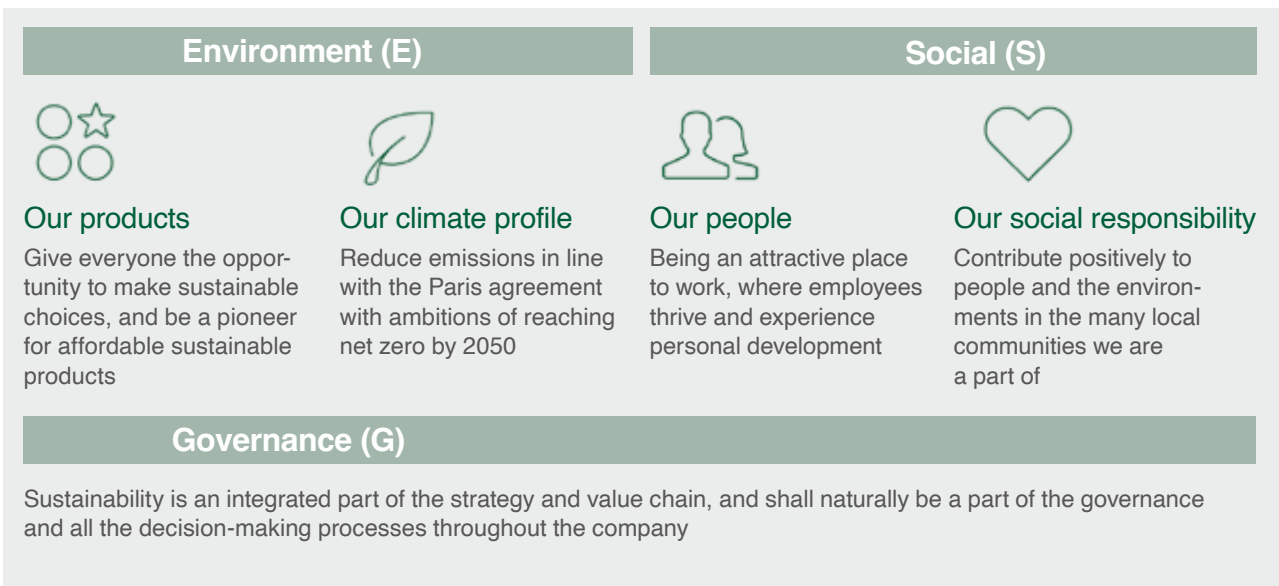 Environment (E)
Social (S)
Our products
Give everyone the oppor-
tunity to make sustainable
choices, and be a pioneer
for affordable sustainable
products
Our climate profile
Reduce emissions in line
with the Paris agreement
with ambitions of reaching
net zero by 2050
Our people
Being an attractive place
to work, where employees
thrive and experience
personal development
Our social responsibility
Contribute positively to
people and the environ-
ments in the many local
communities we are
a part of
Governance (G)
Sustainability is an integrated part of the strategy and value chain, and shall naturally be a part of the governance
and all the decision-making processes throughout the company